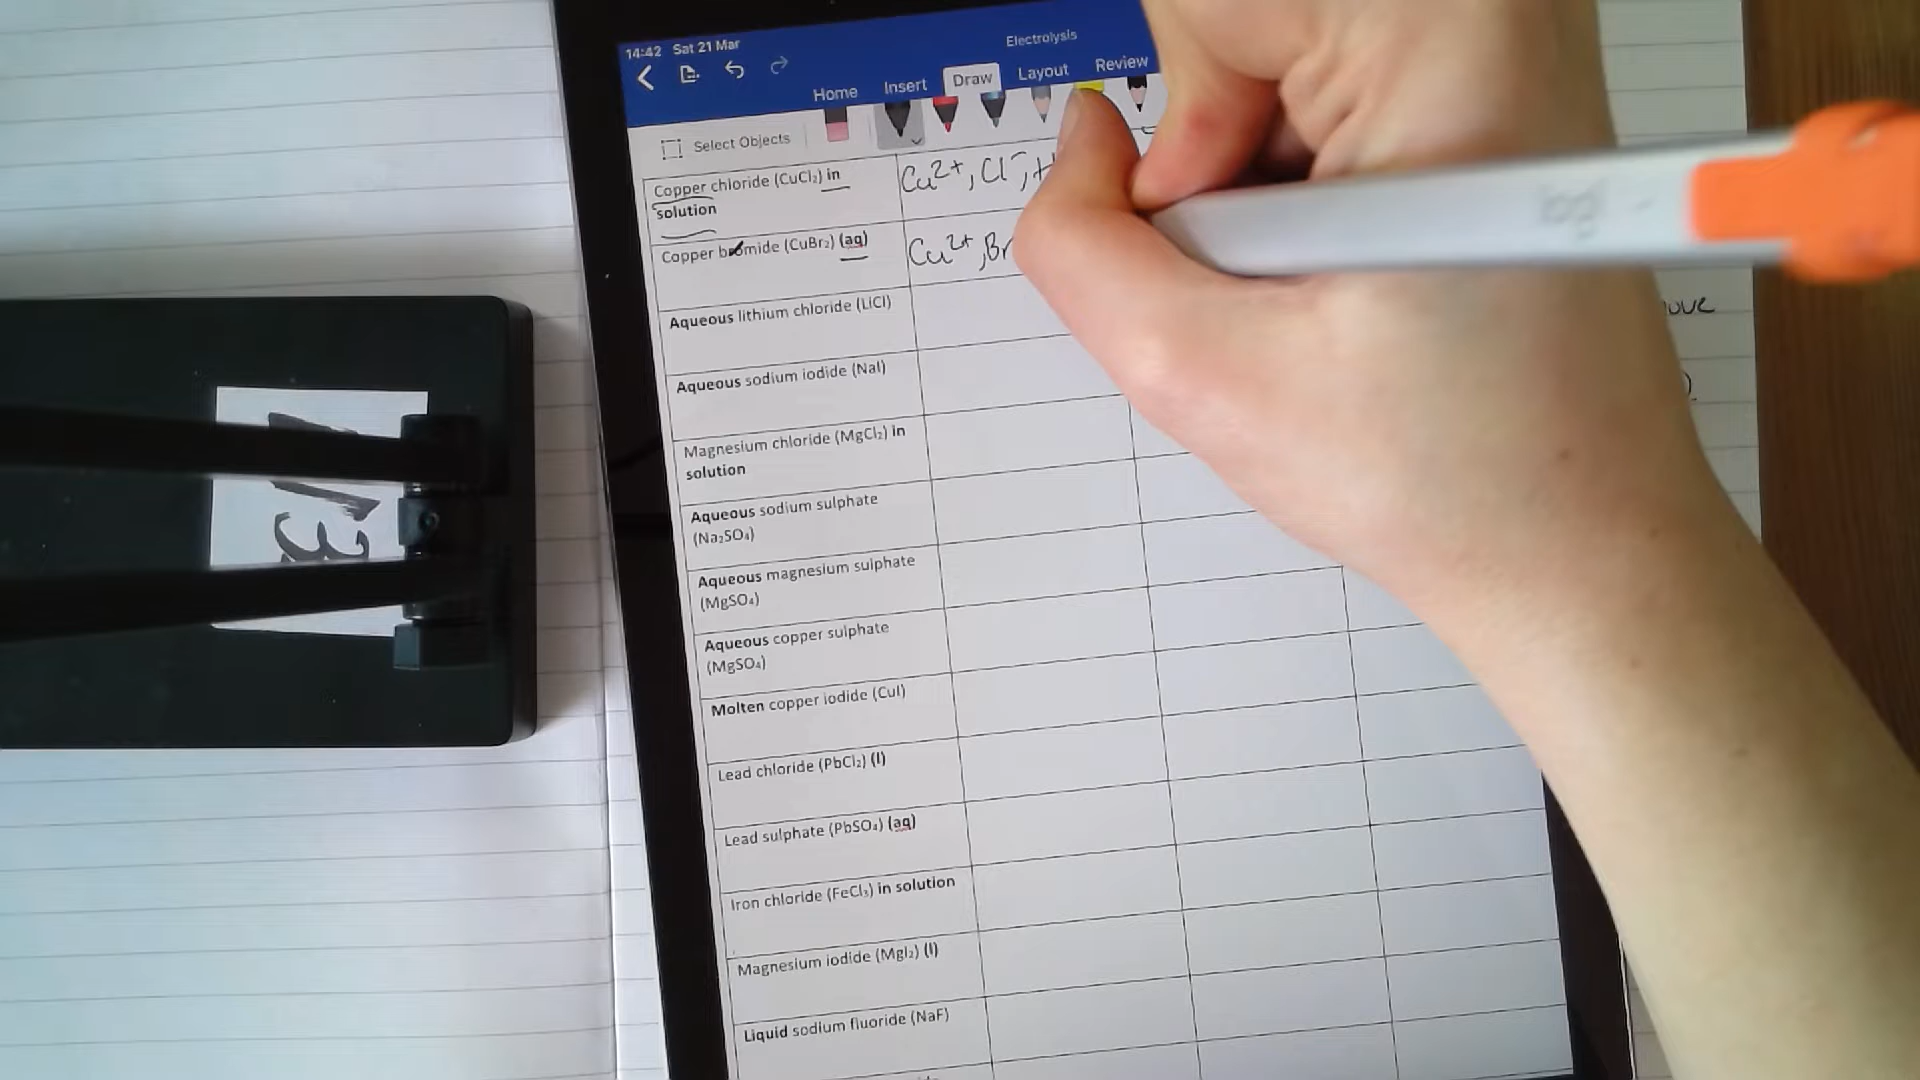 14:42 Sat 21 Mar
Electrolysis
Home Insert Draw Layout Review
Select Objects
Copper chloride (CuCl₂) in
solution
Cu²⁺, Cl⁻, H
Copper bromide (CuBr₂) (aq)
Cu²⁺, Br
Aqueous lithium chloride (LiCl)
Aqueous sodium iodide (NaI)
Magnesium chloride (MgCl₂) in
solution
Aqueous sodium sulphate
(Na₂SO₄)
Aqueous magnesium sulphate
(MgSO₄)
Aqueous copper sulphate
(MgSO₄)
Molten copper iodide (CuI)
Lead chloride (PbCl₂) (l)
Lead sulphate (PbSO₄) (aq)
Iron chloride (FeCl₃) in solution
Magnesium iodide (MgI₂) (l)
Liquid sodium fluoride (NaF)